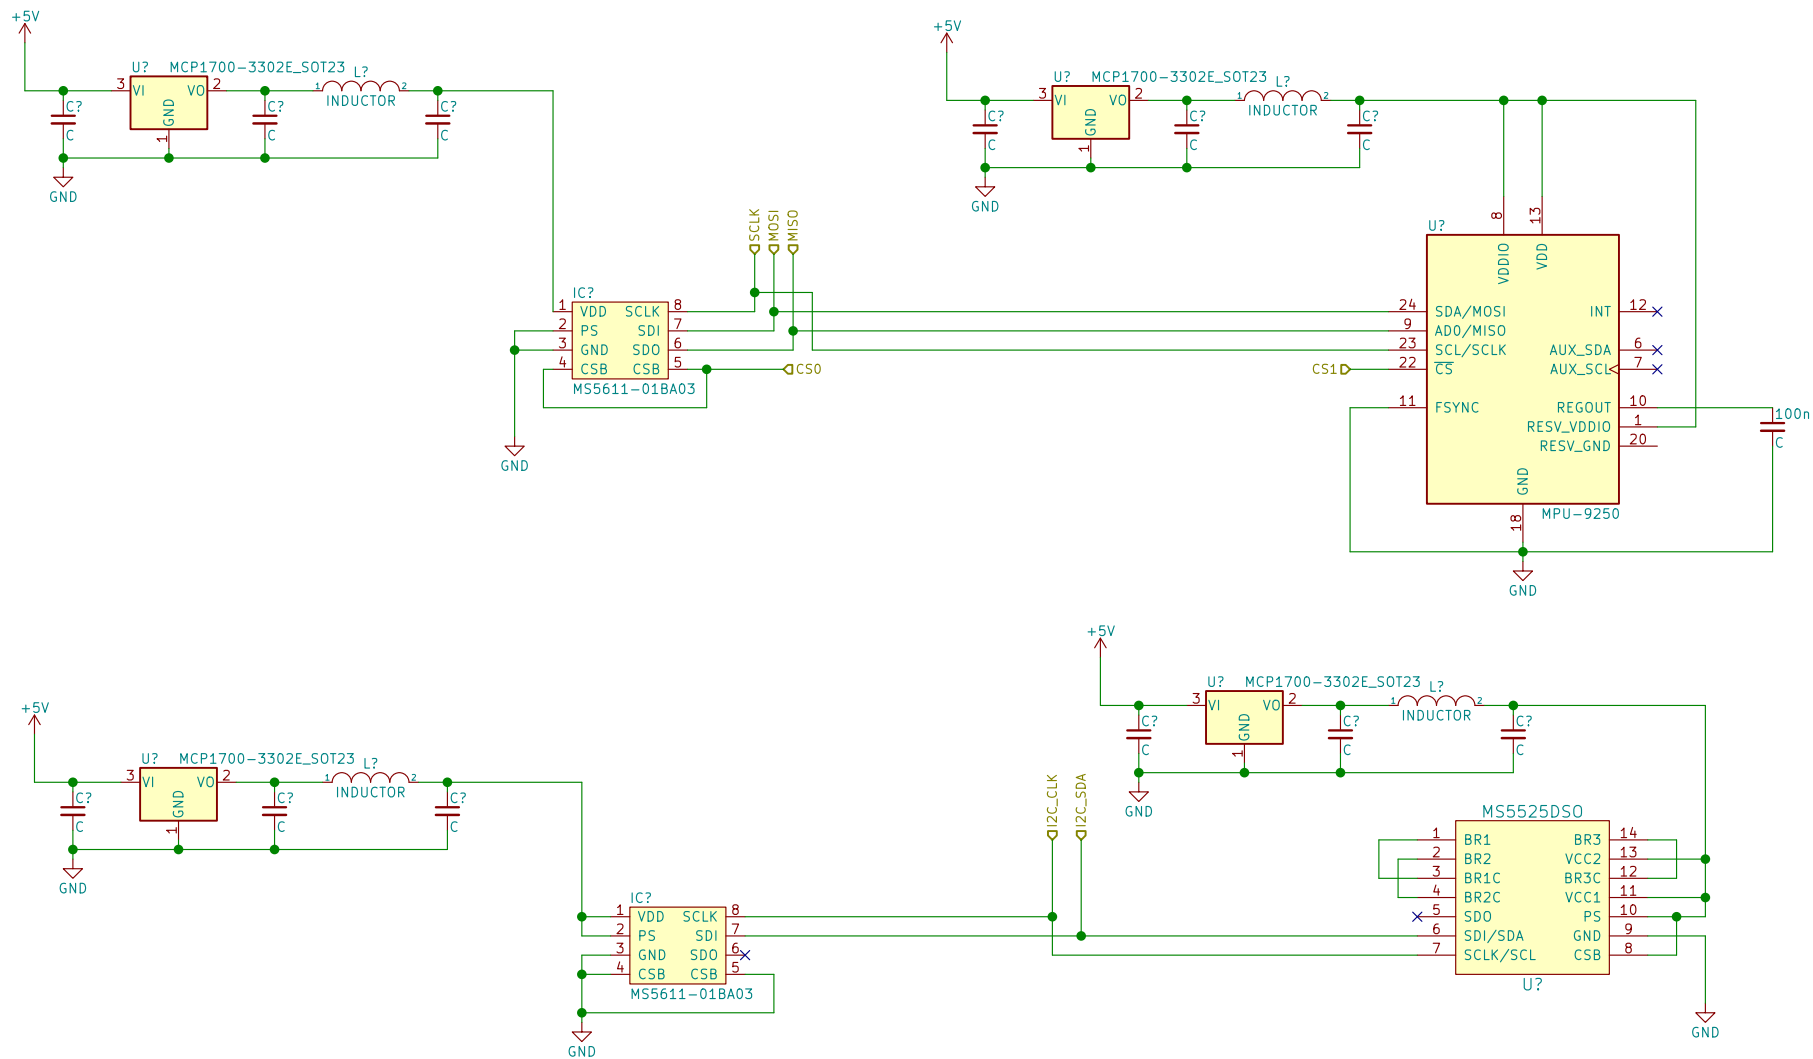 +5V
U? MCP1700-3302E_SOT23
L?
3 VI VO 2
1 2
INDUCTOR
GND
1
C?
C
C?
C
C?
C
GND
+5V
U? MCP1700-3302E_SOT23
L?
3 VI VO 2
1 2
INDUCTOR
GND
1
C?
C
C?
C
C?
C
GND
SCLK
MOSI
MISO
IC?
1 VDD SCLK 8
2 PS SDI 7
3 GND SDO 6
4 CSB CSB 5
MS5611-01BA03
CS0
GND
U?
8
13
VDDIO
VDD
24 SDA/MOSI INT 12
9 AD0/MISO
23 SCL/SCLK AUX_SDA 6
CS1 22 CS AUX_SCL 7
11 FSYNC REGOUT 10
RESV_VDDIO 1
RESV_GND 20
GND
18
MPU-9250
100n
C
GND
+5V
U? MCP1700-3302E_SOT23
L?
3 VI VO 2
1 2
INDUCTOR
GND
1
C?
C
C?
C
C?
C
GND
+5V
U? MCP1700-3302E_SOT23
L?
3 VI VO 2
1 2
INDUCTOR
GND
1
C?
C
C?
C
C?
C
GND
I2C_CLK
I2C_SDA
IC?
1 VDD SCLK 8
2 PS SDI 7
3 GND SDO 6
4 CSB CSB 5
MS5611-01BA03
GND
MS5525DSO
1 BR1 BR3 14
2 BR2 VCC2 13
3 BR1C BR3C 12
4 BR2C VCC1 11
5 SDO PS 10
6 SDI/SDA GND 9
7 SCLK/SCL CSB 8
U?
GND